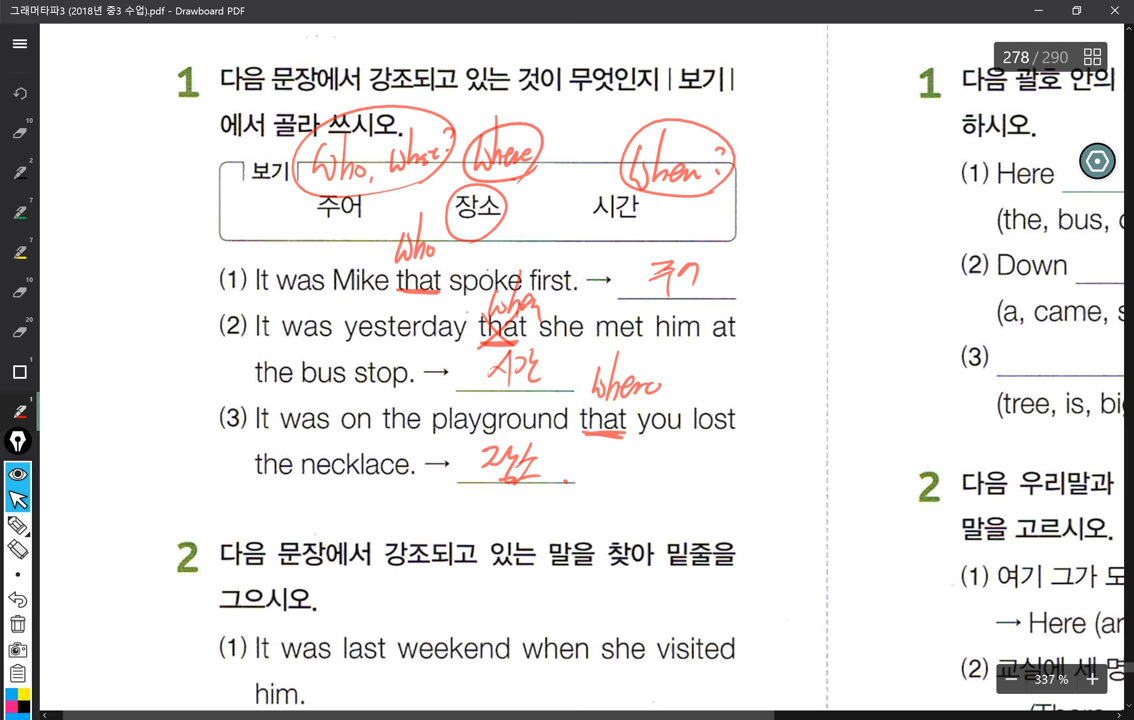 그래머타파3 (2018년 중3 수업).pdf - Drawboard PDF
278 / 290
1 다음 문장에서 강조되고 있는 것이 무엇인지 | 보기 |
에서 골라 쓰시오.
who, what? where when?
보기
주어 장소 시간
who
(1) It was Mike that spoke first. → 주어
when
(2) It was yesterday that she met him at
the bus stop. → 시간
where
(3) It was on the playground that you lost
the necklace. → 장소
2 다음 문장에서 강조되고 있는 말을 찾아 밑줄을
그으시오.
(1) It was last weekend when she visited
him.
1 다음 괄호 안의
하시오.
(1) Here
(the, bus,
(2) Down
(a, came,
(3)
(tree, is,
2 다음 우리말과
말을 고르시오.
(1) 여기 그가
→ Here
(2) 교실에 세 명
(There
337 %
10
2
7
7
10
20
1
1